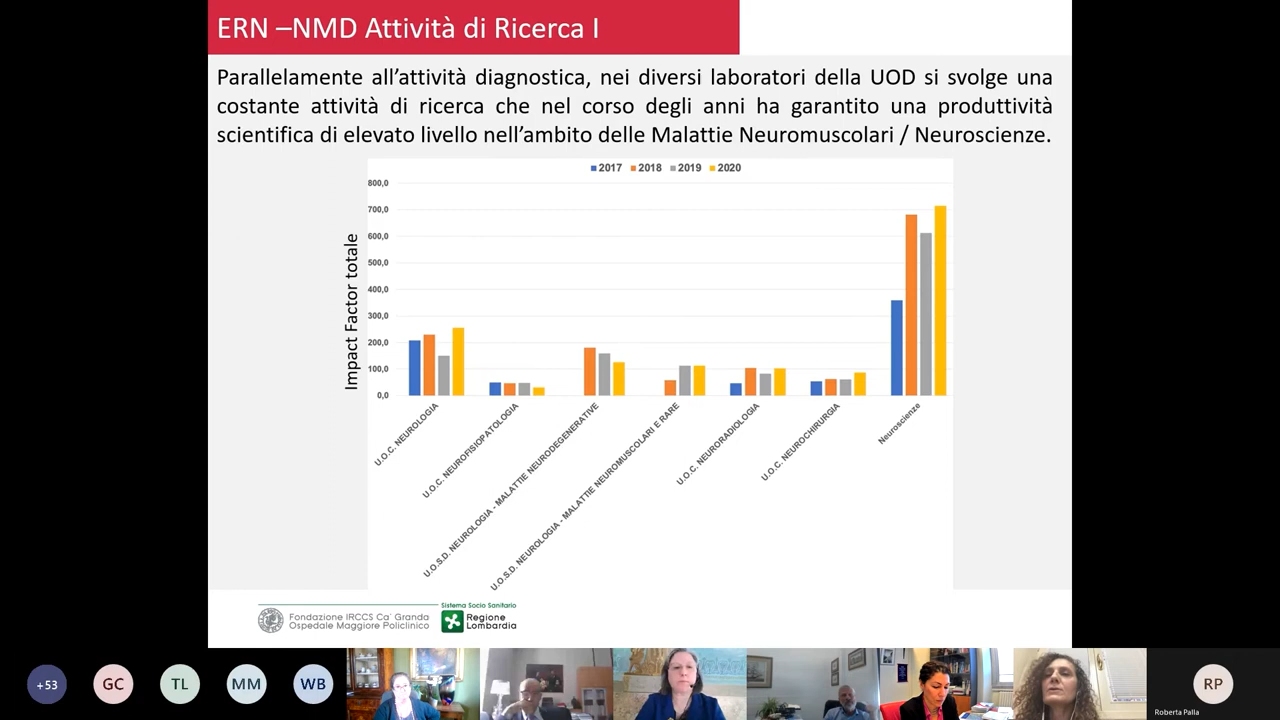 ERN –NMD Attività di Ricerca I
Parallelamente all'attività diagnostica, nei diversi laboratori della UOD si svolge una
costante attività di ricerca che nel corso degli anni ha garantito una produttività
scientifica di elevato livello nell'ambito delle Malattie Neuromuscolari / Neuroscienze.
2017 2018 2019 2020
Impact Factor totale
800,0
700,0
600,0
500,0
400,0
300,0
200,0
100,0
0,0
U.O.C. NEUROLOGIA
U.O.C. NEUROFISIOPATOLOGIA
U.O.S.D. NEUROLOGIA - MALATTIE NEURODEGENERATIVE
U.O.S.D. NEUROLOGIA - MALATTIE NEUROMUSCOLARI E RARE
U.O.C. NEURORADIOLOGIA
U.O.C. NEUROCHIRURGIA
Neuroscienze
Fondazione IRCCS Ca' Granda
Ospedale Maggiore Policlinico
Sistema Socio Sanitario
Regione
Lombardia
+53
GC
TL
MM
WB
RP
Roberta Palla